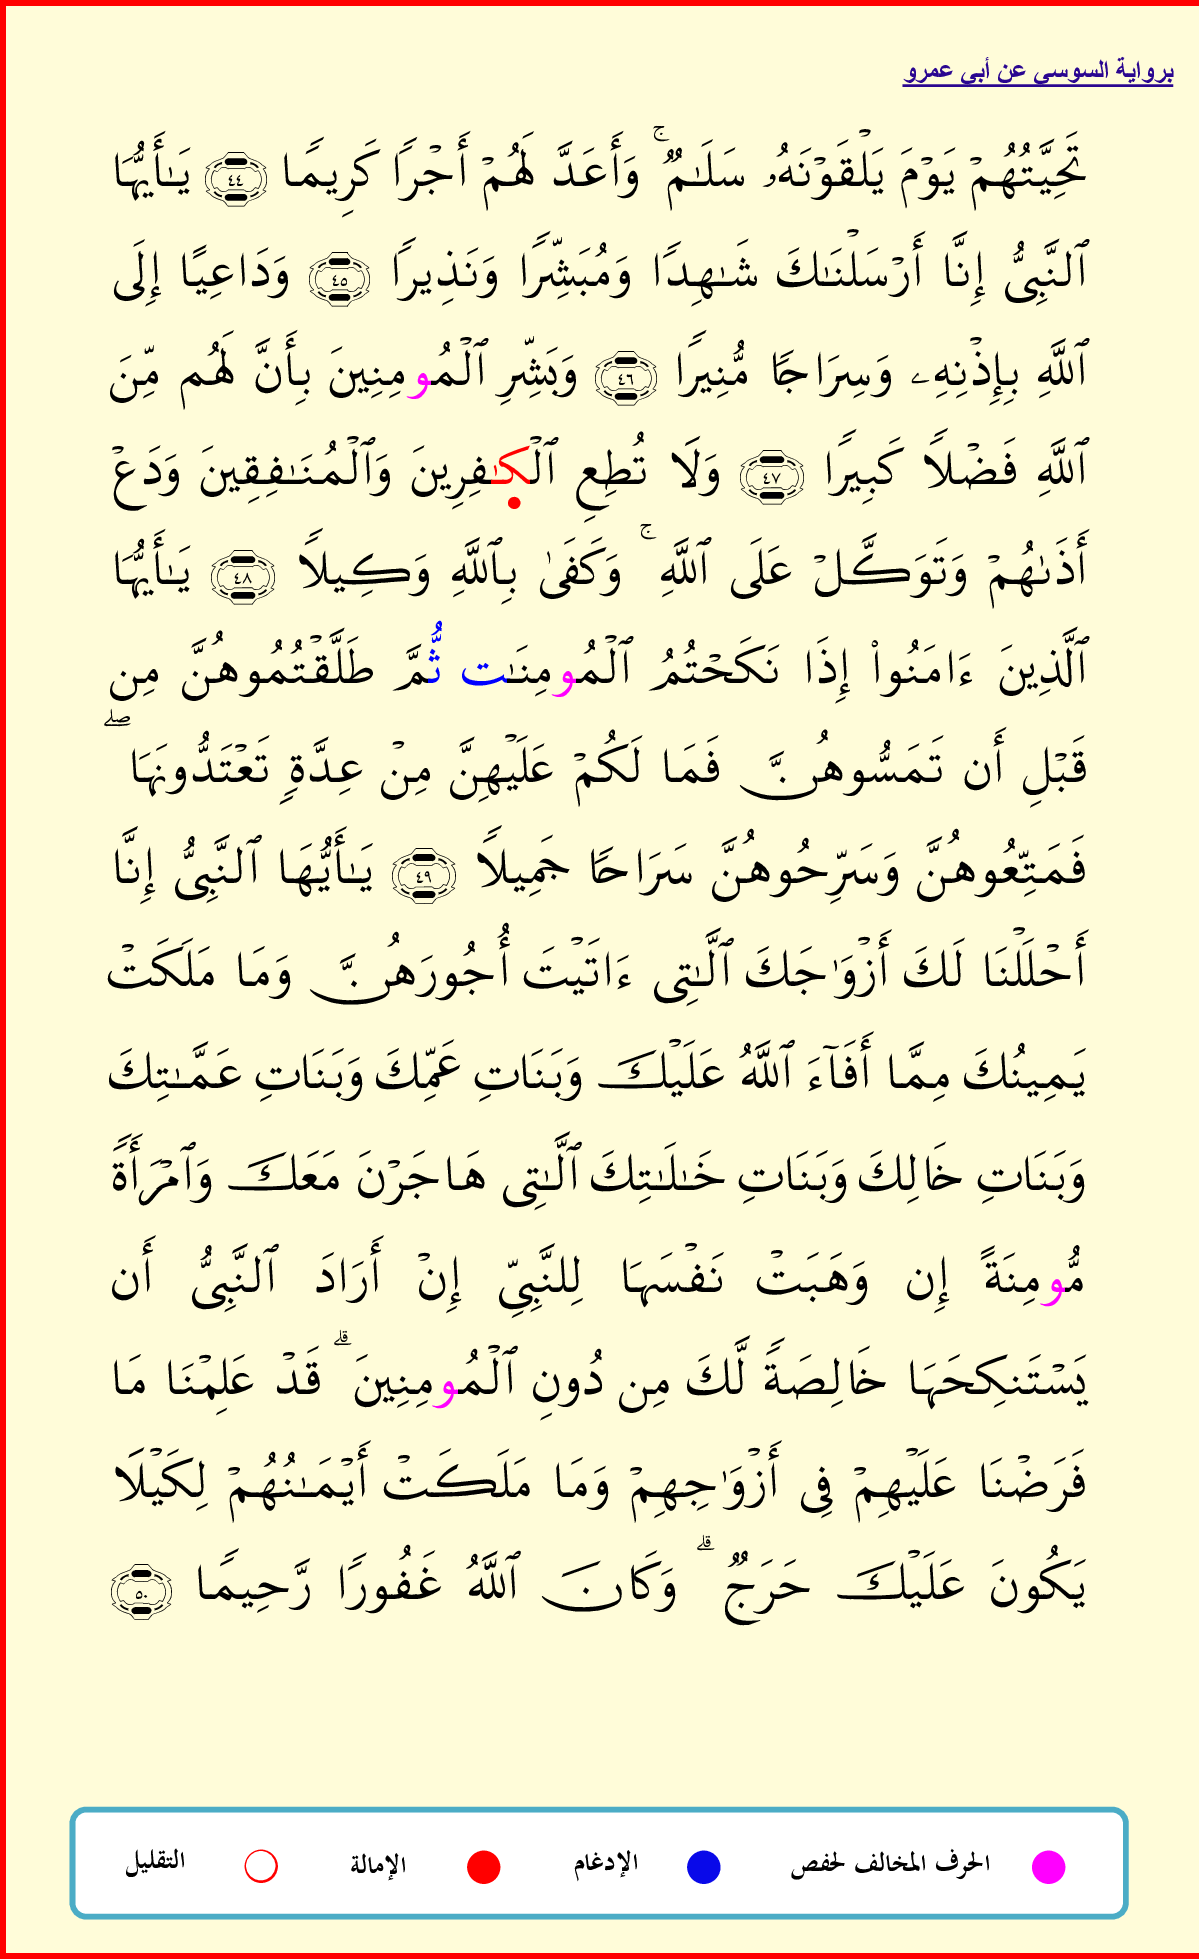 برواية السوسي عن أبي عمرو
تَحِيَّتُهُمۡ يَوۡمَ يَلۡقَوۡنَهُۥ سَلَٰمٞۚ وَأَعَدَّ لَهُمۡ أَجۡرٗا كَرِيمٗا ٤٤ يَٰٓأَيُّهَا
ٱلنَّبِيُّ إِنَّا أَرۡسَلۡنَٰكَ شَٰهِدٗا وَمُبَشِّرٗا وَنَذِيرٗا ٤٥ وَدَاعِيًا إِلَى
ٱللَّهِ بِإِذۡنِهِۦ وَسِرَاجٗا مُّنِيرٗا ٤٦ وَبَشِّرِ ٱلۡمُومِنِينَ بِأَنَّ لَهُم مِّنَ
ٱللَّهِ فَضۡلٗا كَبِيرٗا ٤٧ وَلَا تُطِعِ ٱلۡكَٰفِرِينَ وَٱلۡمُنَٰفِقِينَ وَدَعۡ
أَذَىٰهُمۡ وَتَوَكَّلۡ عَلَى ٱللَّهِۚ وَكَفَىٰ بِٱللَّهِ وَكِيلٗا ٤٨ يَٰأَيُّهَا
ٱلَّذِينَ ءَامَنُواْ إِذَا نَكَحۡتُمُ ٱلۡمُومِنَٰت ثُّمَّ طَلَّقۡتُمُوهُنَّ مِن
قَبۡلِ أَن تَمَسُّوهُنَّ فَمَا لَكُمۡ عَلَيۡهِنَّ مِنۡ عِدَّةٖ تَعۡتَدُّونَهَاۖ
فَمَتِّعُوهُنَّ وَسَرِّحُوهُنَّ سَرَاحٗا جَمِيلٗا ٤٩ يَٰأَيُّهَا ٱلنَّبِيُّ إِنَّا
أَحۡلَلۡنَا لَكَ أَزۡوَٰجَكَ ٱلَّٰتِي ءَاتَيۡتَ أُجُورَهُنَّ وَمَا مَلَكَتۡ
يَمِينُكَ مِمَّا أَفَآءَ ٱللَّهُ عَلَيۡكَ وَبَنَاتِ عَمِّكَ وَبَنَاتِ عَمَّٰتِكَ
وَبَنَاتِ خَالِكَ وَبَنَاتِ خَٰلَٰتِكَ ٱلَّٰتِي هَاجَرۡنَ مَعَكَ وَٱمۡرَأَةٗ
مُّومِنَةً إِن وَهَبَتۡ نَفۡسَهَا لِلنَّبِيِّ إِنۡ أَرَادَ ٱلنَّبِيُّ أَن
يَسۡتَنكِحَهَا خَالِصَةٗ لَّكَ مِن دُونِ ٱلۡمُومِنِينَۗ قَدۡ عَلِمۡنَا مَا
فَرَضۡنَا عَلَيۡهِمۡ فِي أَزۡوَٰجِهِمۡ وَمَا مَلَكَتۡ أَيۡمَٰنُهُمۡ لِكَيۡلَا
يَكُونَ عَلَيۡكَ حَرَجٞۗ وَكَانَ ٱللَّهُ غَفُورٗا رَّحِيمٗا ٥٠
الحرف المخالف لحفص الإدغام الإمالة التقليل